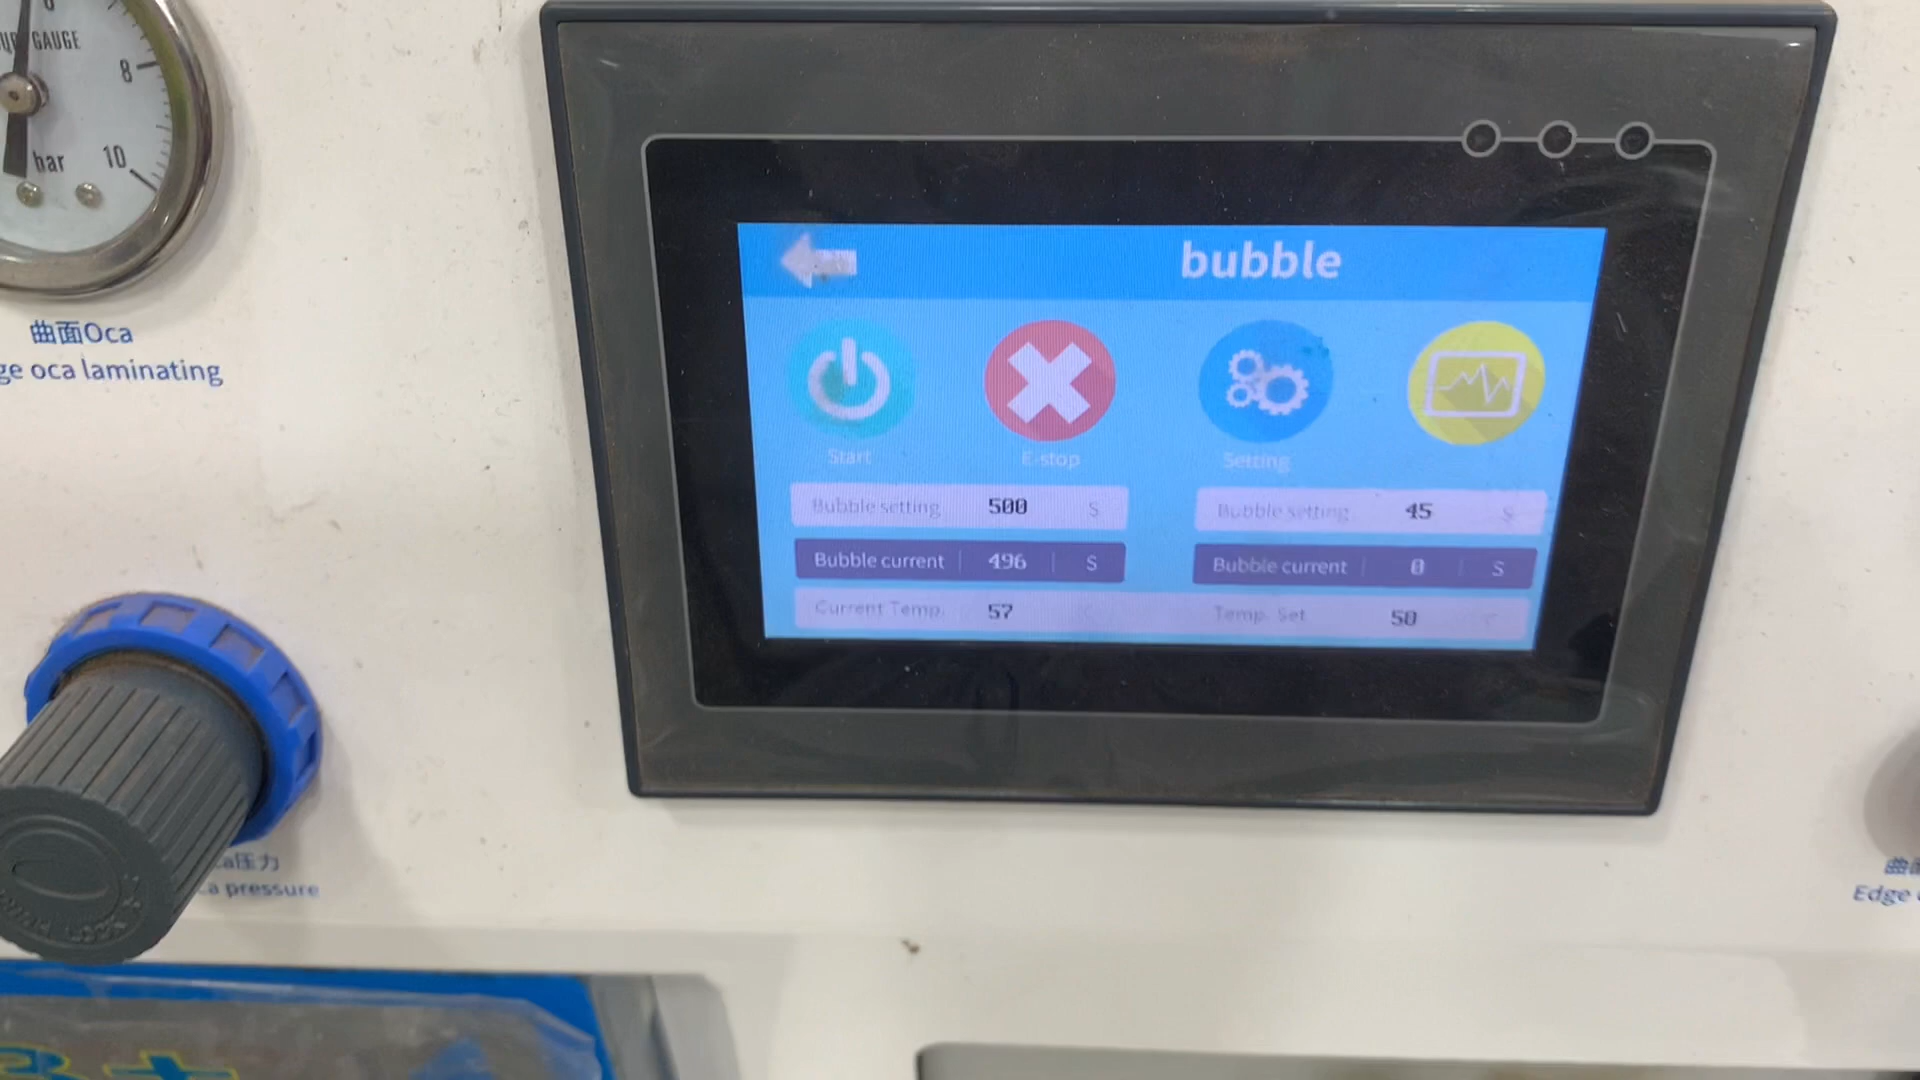 GAUGE
8
bar
10
曲面Oca
ge oca laminating
bubble
Start
E-stop
Setting
Bubble setting 500 S
Bubble setting 45 S
Bubble current 496 S
Bubble current 0 S
Current Temp. 57
Temp. Set 50
ca压力
ca pressure
Edge